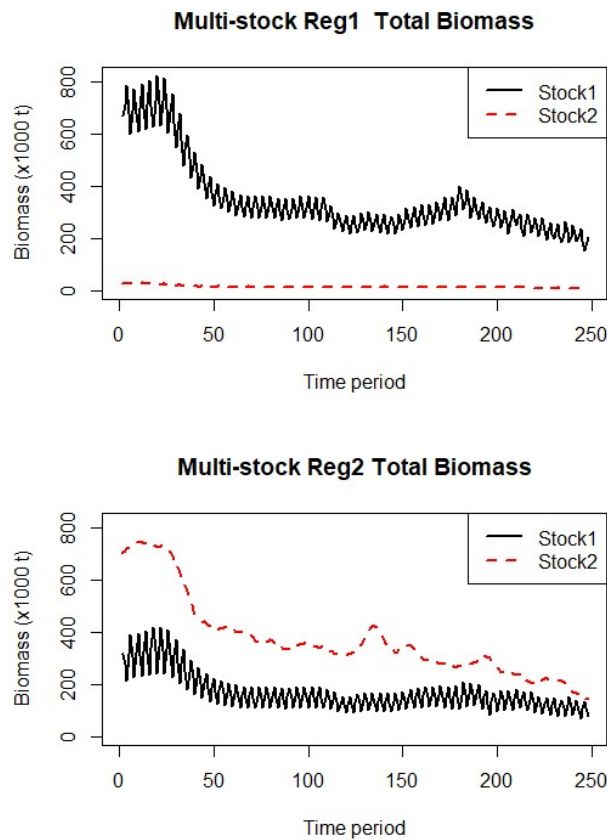 Multi-stock Reg1 Total Biomass
Biomass (x1000 t)
800
600
400
200
0
Stock1
Stock2
0 50 100 150 200 250
Time period
Multi-stock Reg2 Total Biomass
Biomass (x1000 t)
800
600
400
200
0
Stock1
Stock2
0 50 100 150 200 250
Time period